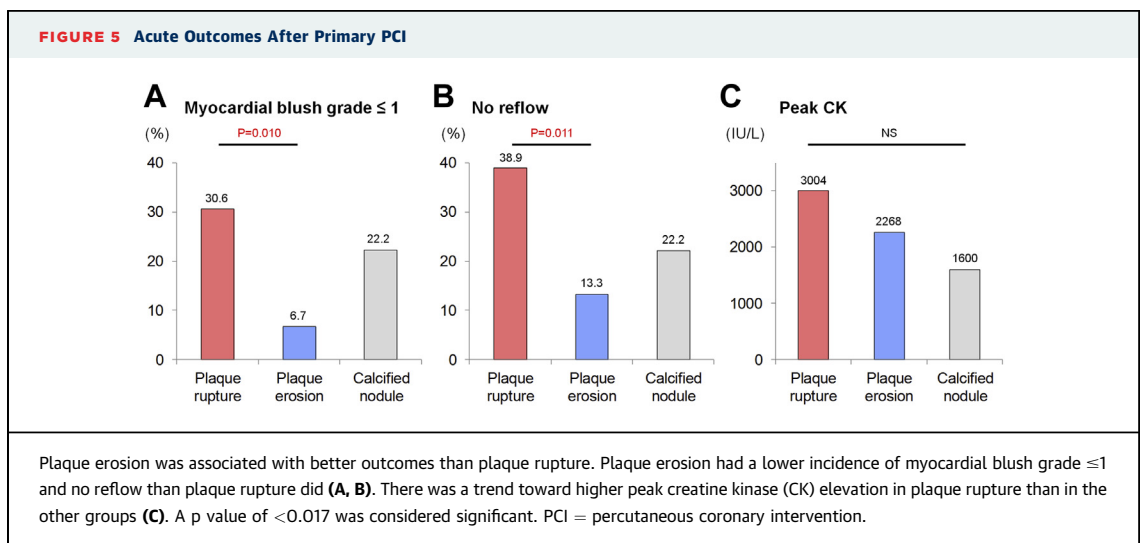 FIGURE 5 Acute Outcomes After Primary PCI
A Myocardial blush grade ≤ 1
(%)
P=0.010
40
30
20
10
0
30.6
6.7
22.2
Plaque rupture
Plaque erosion
Calcified nodule
B No reflow
(%)
P=0.011
40
30
20
10
0
38.9
13.3
22.2
Plaque rupture
Plaque erosion
Calcified nodule
C Peak CK
(IU/L)
NS
3000
2000
1000
0
3004
2268
1600
Plaque rupture
Plaque erosion
Calcified nodule
Plaque erosion was associated with better outcomes than plaque rupture. Plaque erosion had a lower incidence of myocardial blush grade ≤1
and no reflow than plaque rupture did (A, B). There was a trend toward higher peak creatine kinase (CK) elevation in plaque rupture than in the
other groups (C). A p value of <0.017 was considered significant. PCI = percutaneous coronary intervention.